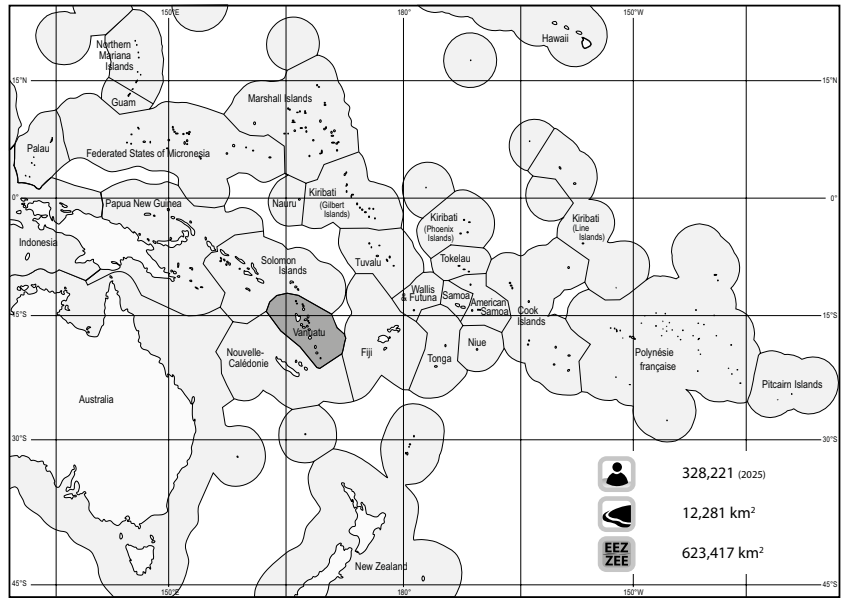 150°E
180°
150°W
Hawaii
Northern
Mariana
Islands
15°N
15°N
Guam
Marshall Islands
Palau
Federated States of Micronesia
0°
0°
Papua New Guinea
Nauru
Kiribati
(Gilbert
Islands)
Kiribati
(Phoenix
Islands)
Kiribati
(Line
Islands)
Indonesia
Solomon
Islands
Tuvalu
Tokelau
Wallis
& Futuna
Samoa
American
Samoa
Cook
Islands
15°S
15°S
Vanuatu
Nouvelle-
Calédonie
Fiji
Tonga
Niue
Polynésie
française
Pitcairn Islands
Australia
30°S
30°S
328,221 (2025)
12,281 km²
EEZ
ZEE
623,417 km²
New Zealand
45°S
45°S
150°E
180°
150°W